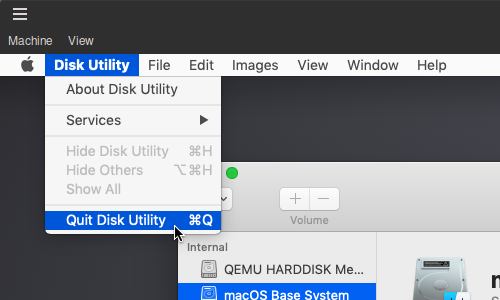 Machine View
Disk Utility File Edit Images View Window Help
About Disk Utility
Services
Hide Disk Utility ⌘H
Hide Others ⌥⌘H
Show All
Quit Disk Utility ⌘Q
Volume
Internal
QEMU HARDDISK Me...
macOS Base System